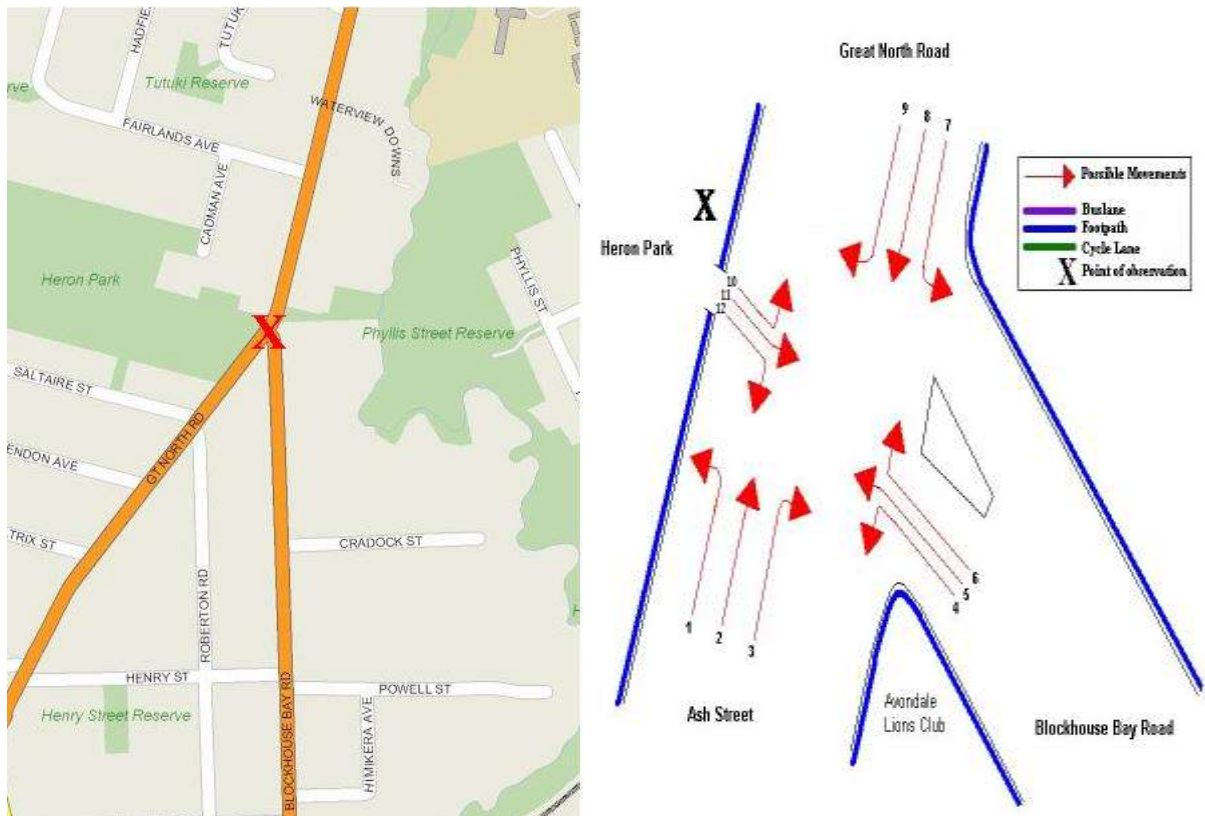 HADFIE
TUTUK
Tutuki Reserve
rve
WATERVIEW DOWNS
FAIRLANDS AVE
CADMAN AVE
Heron Park
PHYLLIS ST
X
Phyllis Street Reserve
SALTAIRE ST
GT NORTH RD
ENDON AVE
TRIX ST
CRADOCK ST
ROBERTON RD
HENRY ST
POWELL ST
Henry Street Reserve
BLOCKHOUSE BAY RD
HIMIKERA AVE
Great North Road
9
8
7
Possible Movements
Buslane
Footpath
Cycle Lane
X Point of observation
X
Heron Park
10
11
12
6
5
4
1
2
3
Ash Street
Avondale
Lions Club
Blockhouse Bay Road